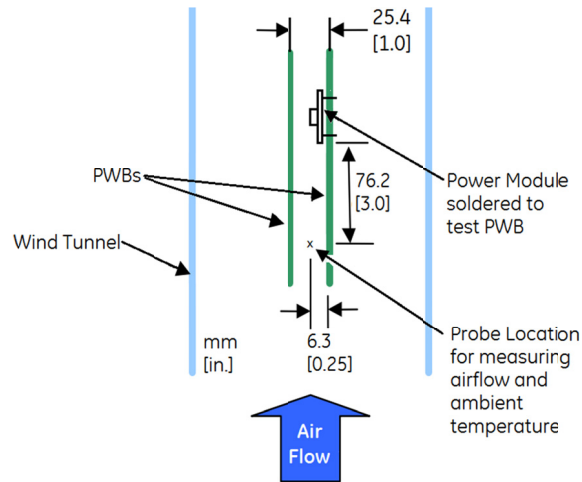 25.4
[1.0]
PWBs
76.2
[3.0]
Power Module
soldered to
test PWB
Wind Tunnel
x
mm
[in.]
6.3
[0.25]
Probe Location
for measuring
airflow and
ambient
temperature
Air
Flow